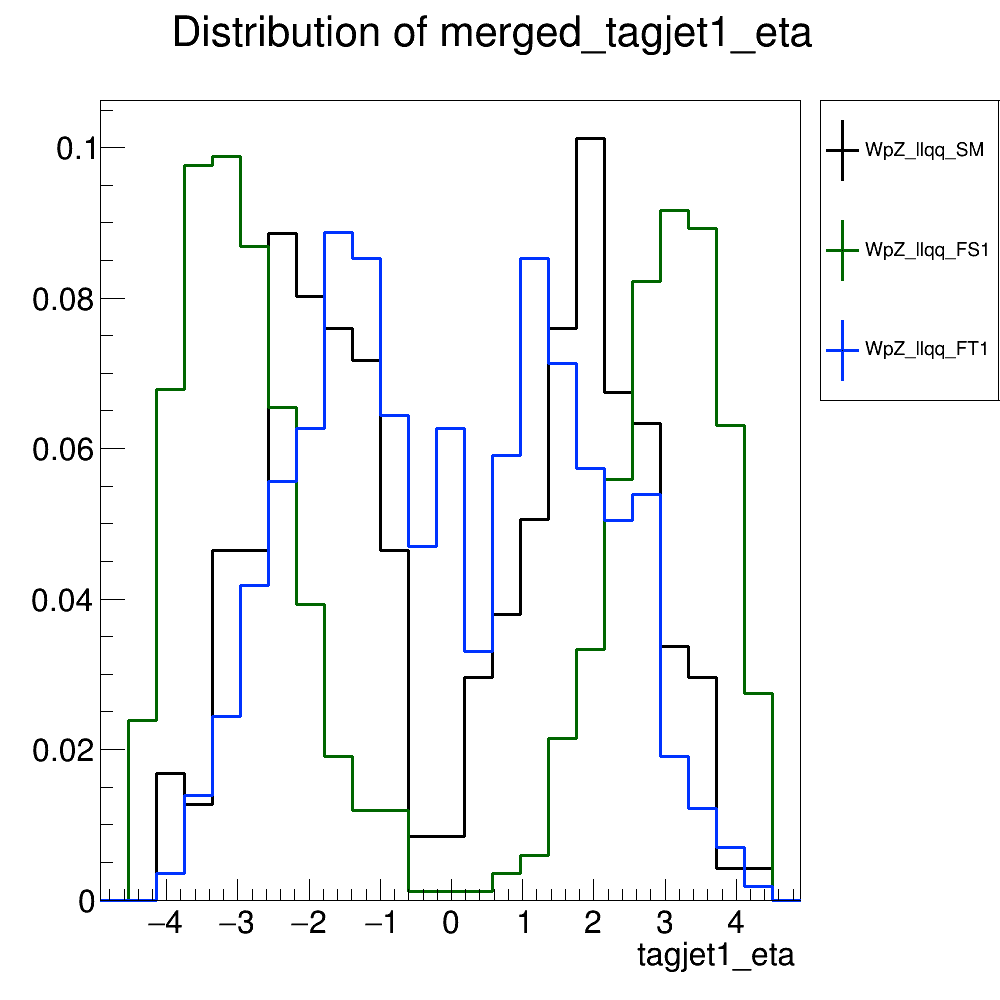 Distribution of merged_tagjet1_eta
0.1
0.08
0.06
0.04
0.02
0
−4 −3 −2 −1 0 1 2 3 4
tagjet1_eta
WpZ_llqq_SM
WpZ_llqq_FS1
WpZ_llqq_FT1